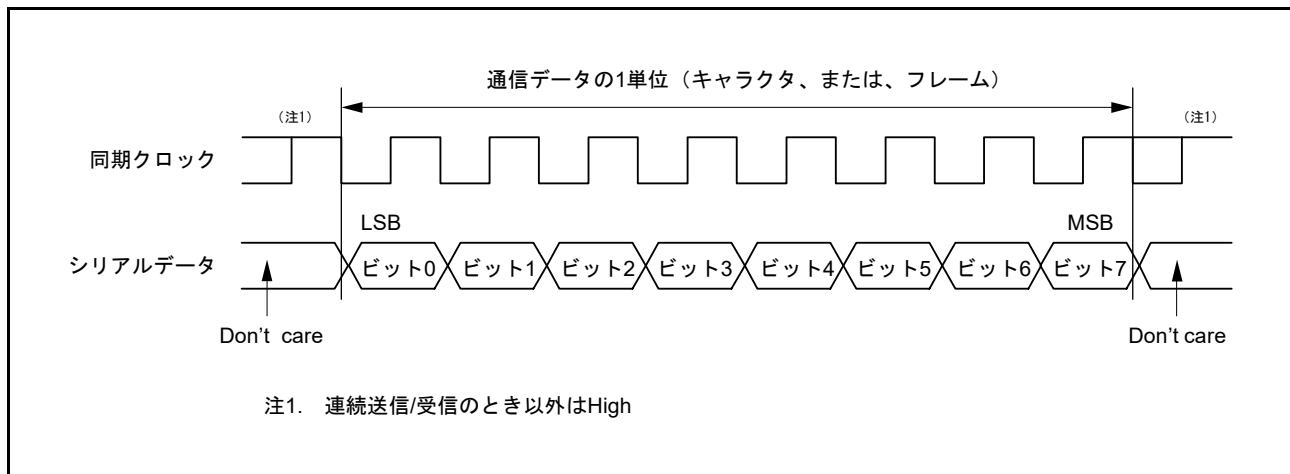 通信データの1単位（キャラクタ、または、フレーム）
（注1）
（注1）
同期クロック
LSB
MSB
シリアルデータ
ビット0 ビット1 ビット2 ビット3 ビット4 ビット5 ビット6 ビット7
Don't care
Don't care
注1. 連続送信/受信のとき以外はHigh